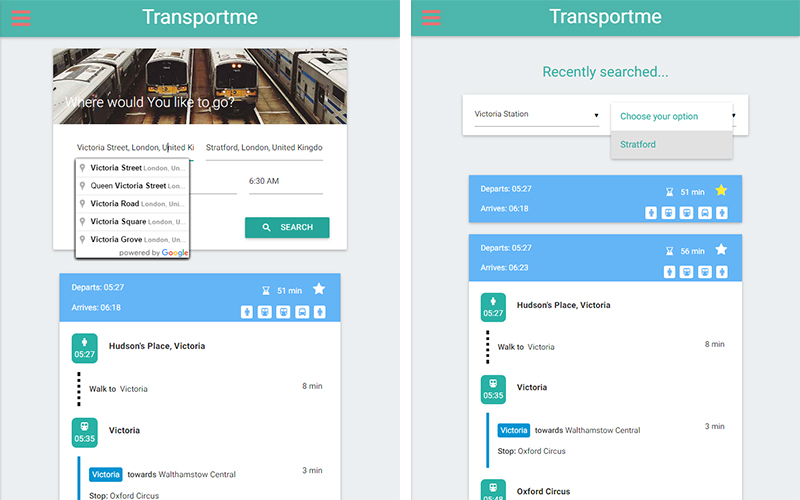 Transportme
Where would You like to go?
Victoria Street, London, United Ki
Stratford, London, United Kingdo
Victoria Street London, Un...
Queen Victoria Street Lon...
Victoria Road London, Uni...
Victoria Square London, U...
Victoria Grove London, Un...
powered by Google
6:30 AM
SEARCH
Departs: 05:27
51 min
Arrives: 06:18
05:27
Hudson's Place, Victoria
Walk to Victoria
8 min
05:35
Victoria
Victoria towards Walthamstow Central
3 min
Stop: Oxford Circus
Transportme
Recently searched...
Victoria Station
Choose your option
Stratford
Departs: 05:27
51 min
Arrives: 06:18
Departs: 05:27
56 min
Arrives: 06:23
05:27
Hudson's Place, Victoria
Walk to Victoria
8 min
05:35
Victoria
Victoria towards Walthamstow Central
3 min
Stop: Oxford Circus
05:48
Oxford Circus